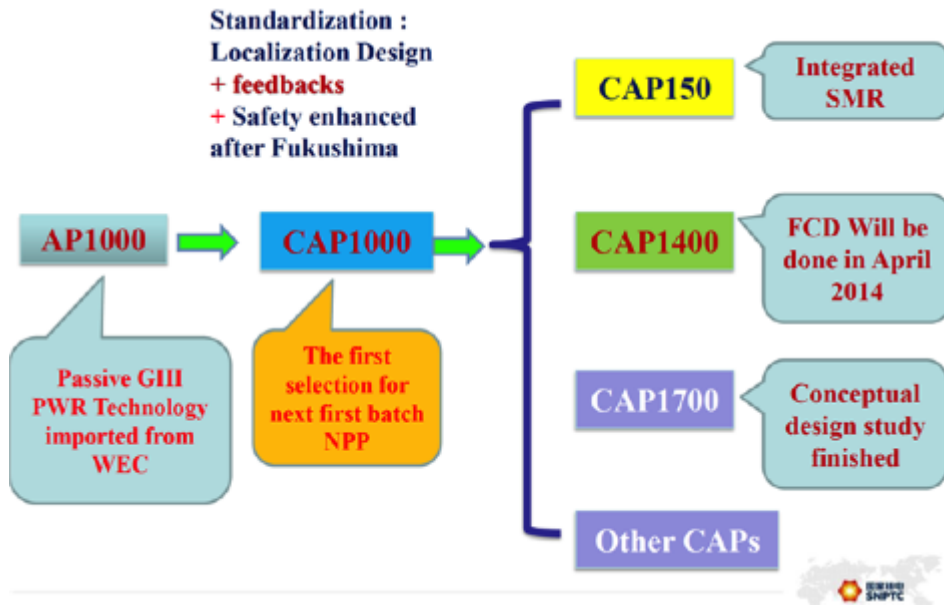 Standardization :
Localization Design
+ feedbacks
+ Safety enhanced
after Fukushima
AP1000
CAP1000
Passive GIII
PWR Technology
imported from
WEC
The first
selection for
next first batch
NPP
CAP150
Integrated
SMR
CAP1400
FCD Will be
done in April
2014
CAP1700
Conceptual
design study
finished
Other CAPs
SNPTC